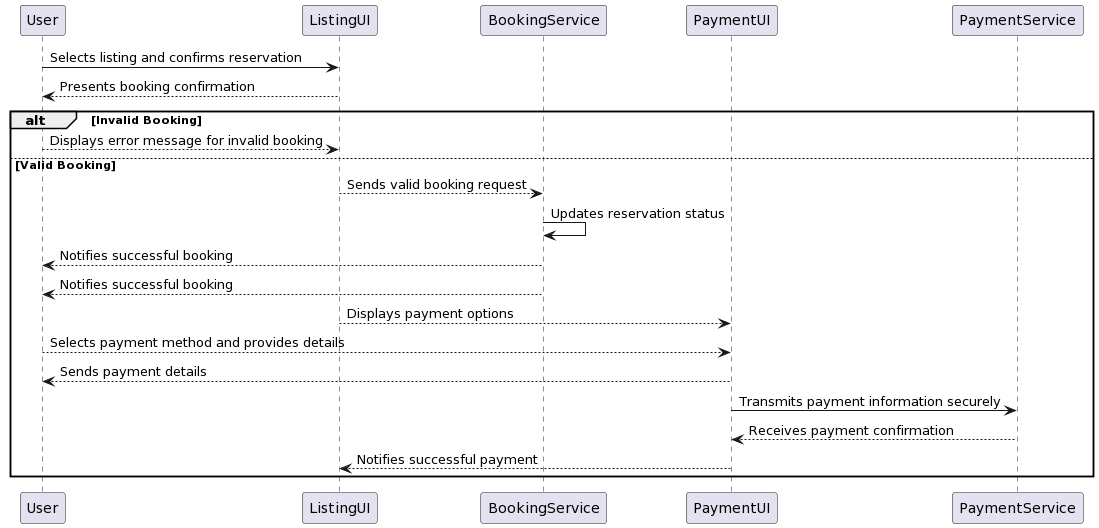 User ListingUI BookingService PaymentUI PaymentService
Selects listing and confirms reservation
Presents booking confirmation
alt [Invalid Booking]
Displays error message for invalid booking
[Valid Booking]
Sends valid booking request
Updates reservation status
Notifies successful booking
Notifies successful booking
Displays payment options
Selects payment method and provides details
Sends payment details
Transmits payment information securely
Receives payment confirmation
Notifies successful payment
User ListingUI BookingService PaymentUI PaymentService